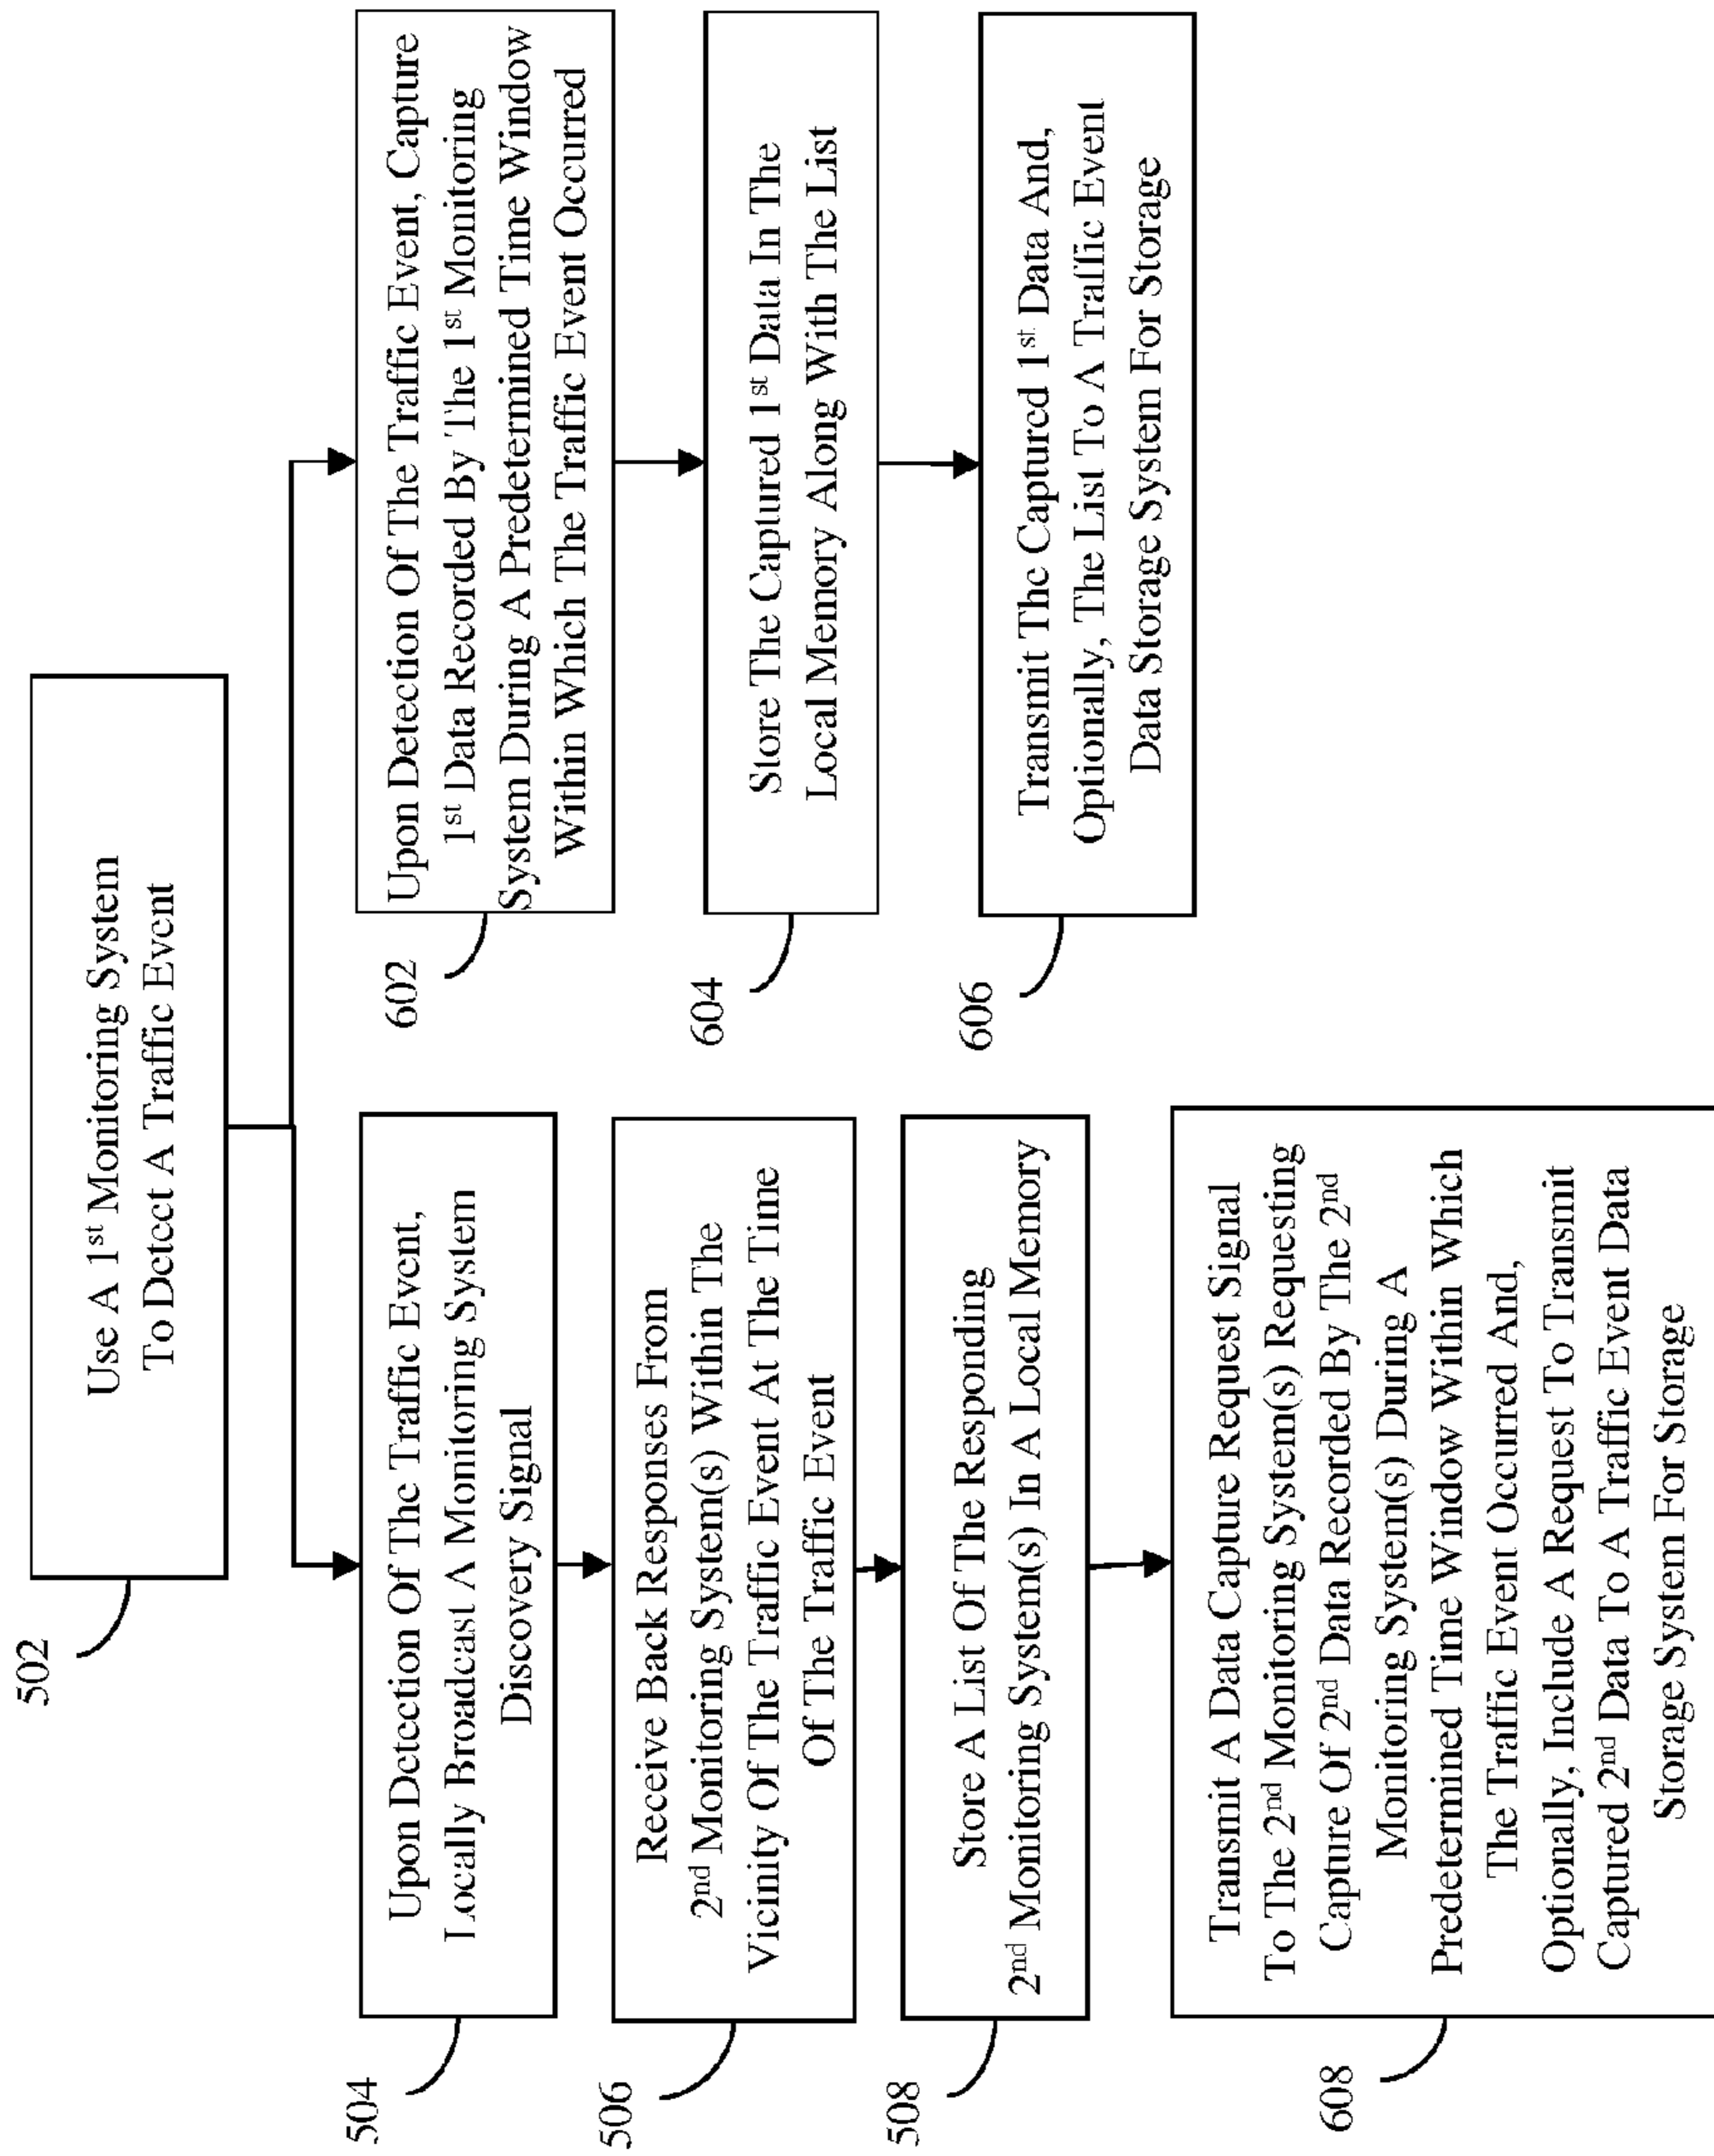 502
Use A 1st Monitoring System
To Detect A Traffic Event
504
Upon Detection Of The Traffic Event,
Locally Broadcast A Monitoring System
Discovery Signal
506
Receive Back Responses From
2nd Monitoring System(s) Within The
Vicinity Of The Traffic Event At The Time
Of The Traffic Event
508
Store A List Of The Responding
2nd Monitoring System(s) In A Local Memory
608
Transmit A Data Capture Request Signal
To The 2nd Monitoring System(s) Requesting
Capture Of 2nd Data Recorded By The 2nd
Monitoring System(s) During A
Predetermined Time Window Within Which
The Traffic Event Occurred And,
Optionally, Include A Request To Transmit
Captured 2nd Data To A Traffic Event Data
Storage System For Storage
602
Upon Detection Of The Traffic Event, Capture
1st Data Recorded By The 1st Monitoring
System During A Predetermined Time Window
Within Which The Traffic Event Occurred
604
Store The Captured 1st Data In The
Local Memory Along With The List
606
Transmit The Captured 1st Data And,
Optionally, The List To A Traffic Event
Data Storage System For Storage